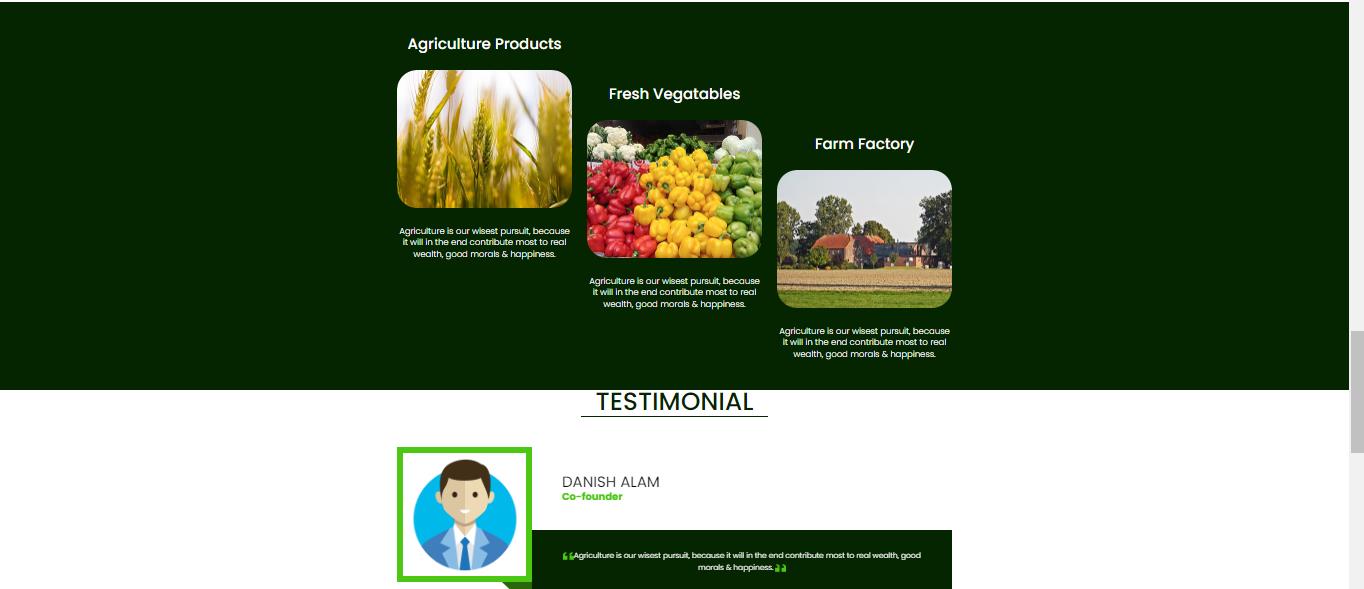 Agriculture Products
Agriculture is our wisest pursuit, because
it will in the end contribute most to real
wealth, good morals & happiness.
Fresh Vegatables
Agriculture is our wisest pursuit, because
it will in the end contribute most to real
wealth, good morals & happiness.
Farm Factory
Agriculture is our wisest pursuit, because
it will in the end contribute most to real
wealth, good morals & happiness.
TESTIMONIAL
DANISH ALAM
Co-founder
❝Agriculture is our wisest pursuit, because it will in the end contribute most to real wealth, good
morals & happiness.❞